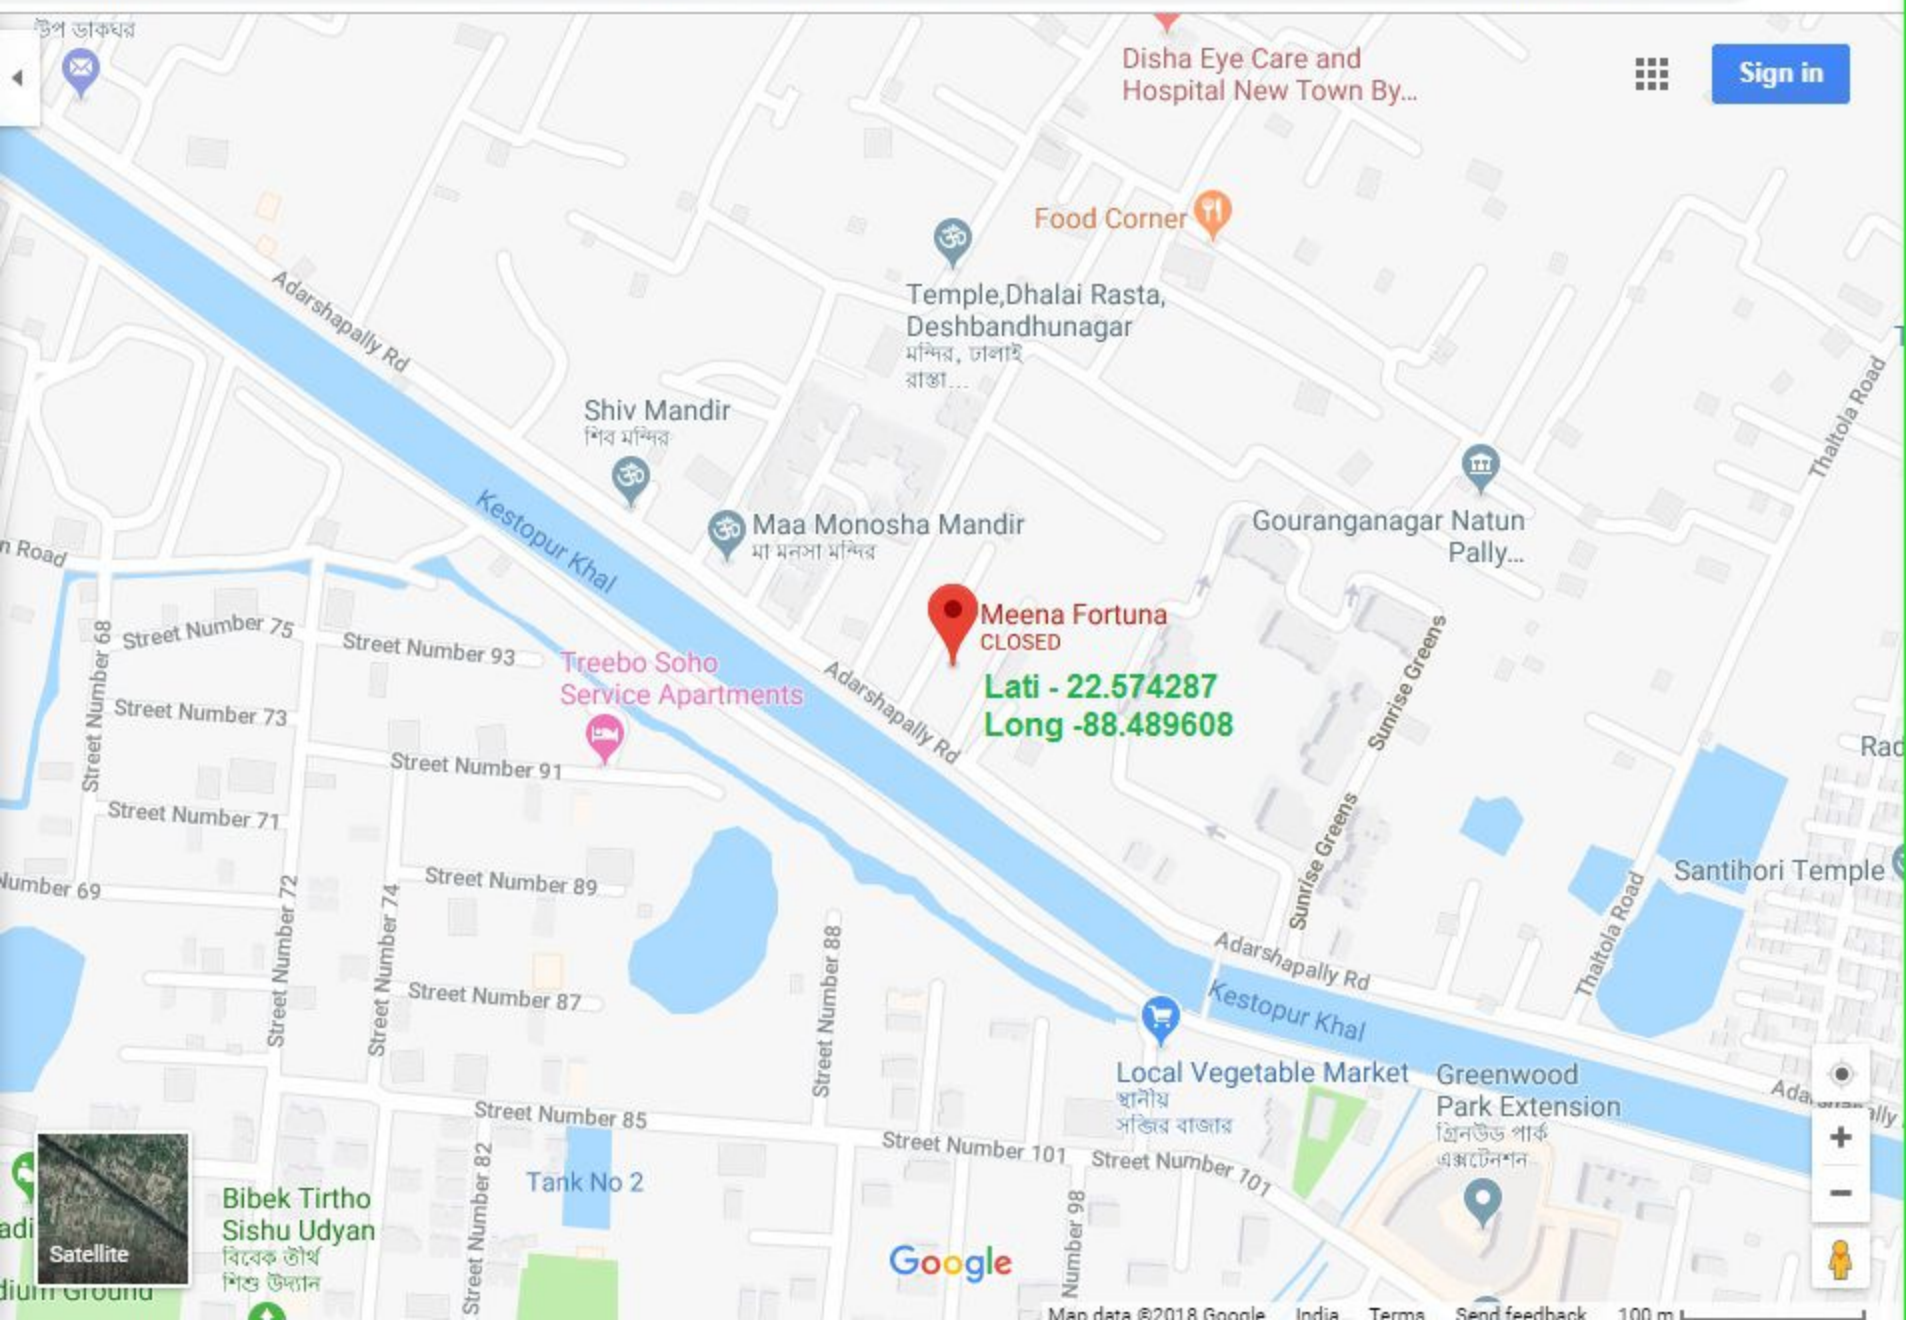 উপ ডাকঘর
Disha Eye Care and
Hospital New Town By...
Sign in
Food Corner
Temple,Dhalai Rasta,
Deshbandhunagar
মন্দির, ঢালাই
রাস্তা...
Adarshapally Rd
Thaltola Road
Shiv Mandir
শিব মন্দির
Kestopur Khal
Maa Monosha Mandir
মা মনসা মন্দির
Gouranganagar Natun
Pally...
n Road
Meena Fortuna
CLOSED
Lati - 22.574287
Long -88.489608
Street Number 75
Street Number 93
Street Number 68
Treebo Soho
Service Apartments
Adarshapally Rd
Sunrise Greens
Street Number 73
Street Number 91
Street Number 71
Rad
Sunrise Greens
Santihori Temple
Number 69
Street Number 89
Street Number 72
Street Number 74
Street Number 88
Thaltola Road
Adarshapally Rd
Street Number 87
Kestopur Khal
Local Vegetable Market
স্থানীয়
সব্জির বাজার
Greenwood
Park Extension
গ্রিনউড পার্ক
এক্সটেনশন
Street Number 85
Street Number 82
Street Number 101
Street Number 101
Tank No 2
Number 98
Bibek Tirtho
Sishu Udyan
বিবেক তীর্থ
শিশু উদ্যান
Satellite
adi
dium Ground
Google
Map data ©2018 Google India Terms Send feedback 100 m